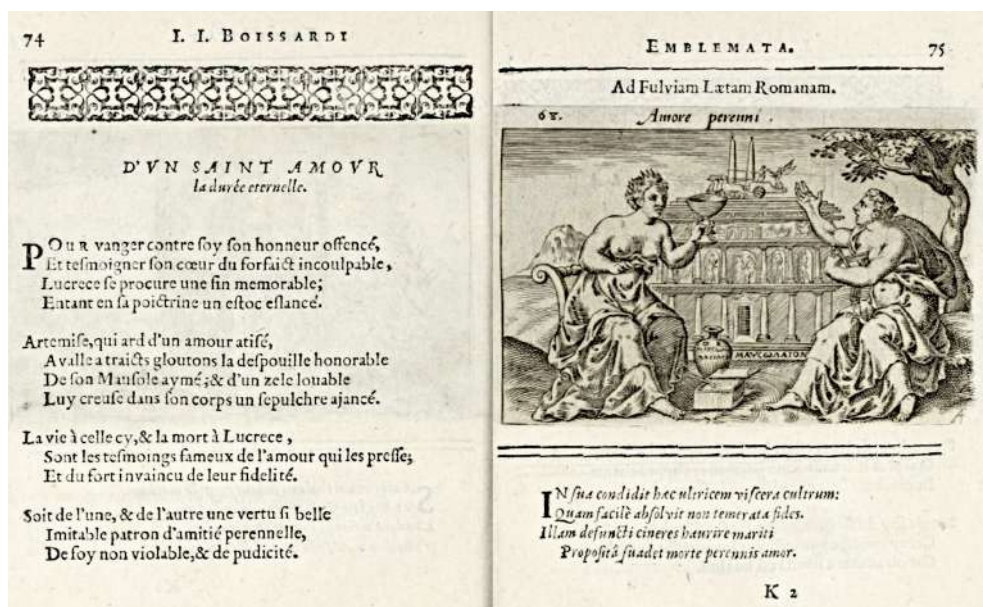 74 I. I. BOISSARDI
D'VN SAINT AMOVR
la durée eternelle.
POUR vanger contre ſoy ſon honneur offencé,
Et teſmoigner ſon cœur du forfaict incoulpable,
Lucrece ſe procure une fin memorable;
Entant en ſa poictrine un eſtoc eſlancé.
Artemiſe, qui ard d'un amour atiſé,
Avalle a traicts gloutons la deſpouille honorable
De ſon Mauſole aymé; & d'un zele louable
Luy creuſe dans ſon corps un ſepulchre ajancé.
La vie à celle cy, & la mort à Lucrece,
Sont les teſmoings fameux de l'amour qui les preſſe;
Et du fort invaincu de leur fidelité.
Soit de l'une, & de l'autre une vertu ſi belle
Imitable patron d'amitié perennelle,
De foy non violable, & de pudicité.
EMBLEMATA. 75
Ad Fulviam Lætam Romanam.
68. Amore perenni.
ΜΑΥΣΩΛΑΙΟΝ
IN ſua condidit hæc ultricem viſcera cultrum:
Quam facilè abſolvit non temerata fides.
Illam defuncti cineres haurire mariti
Propoſitâ ſuadet morte perennis amor.
K 2